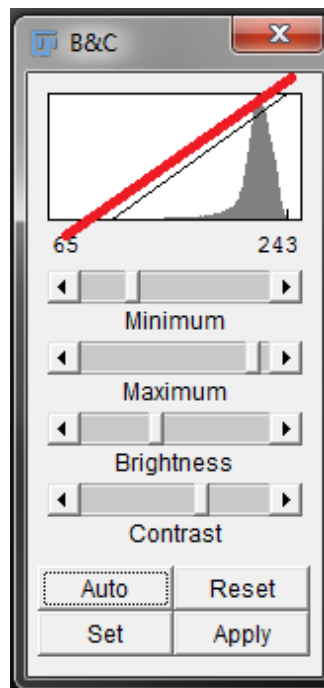 B&C
65 243
Minimum
Maximum
Brightness
Contrast
Auto Reset
Set Apply